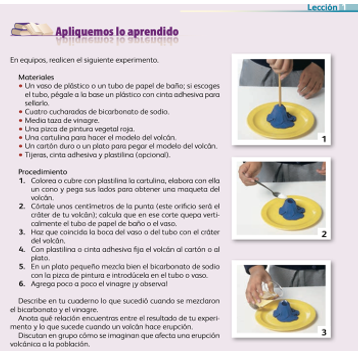 Lección
Apliquemos lo aprendido
En equipos, realicen el siguiente experimento.
Materiales
• Un vaso de plástico o un tubo de papel de baño; si escoges
el tubo, pégale a la base un plástico con cinta adhesiva para
sellarlo.
• Cuatro cucharadas de bicarbonato de sodio.
• Media taza de vinagre.
• Una pizca de pintura vegetal roja.
• Una cartulina para hacer el modelo del volcán.
• Un cartón duro o un plato para pegar el modelo del volcán.
• Tijeras, cinta adhesiva y plastilina (opcional).
Procedimiento
1. Colorea o cubre con plastilina la cartulina, elabora con ella
un cono y pega sus lados para obtener una maqueta del
volcán.
2. Córtale unos centímetros de la punta (este orificio será el
cráter de tu volcán); calcula que en ese corte quepa verti-
calmente el tubo de papel de baño o el vaso.
3. Haz que coincida la boca del vaso o del tubo con el cráter
del volcán.
4. Con plastilina o cinta adhesiva fija el volcán al cartón o al
plato.
5. En un plato pequeño mezcla bien el bicarbonato de sodio
con la pizca de pintura e introdúcela en el tubo o vaso.
6. Agrega poco a poco el vinagre ¡y observa!
Describe en tu cuaderno lo que sucedió cuando se mezclaron
el bicarbonato y el vinagre.
Anota qué relación encuentras entre el resultado de tu experi-
mento y lo que sucede cuando un volcán hace erupción.
Discutan en grupo cómo se imaginan que afecta una erupción
volcánica a la población.
1
2
3